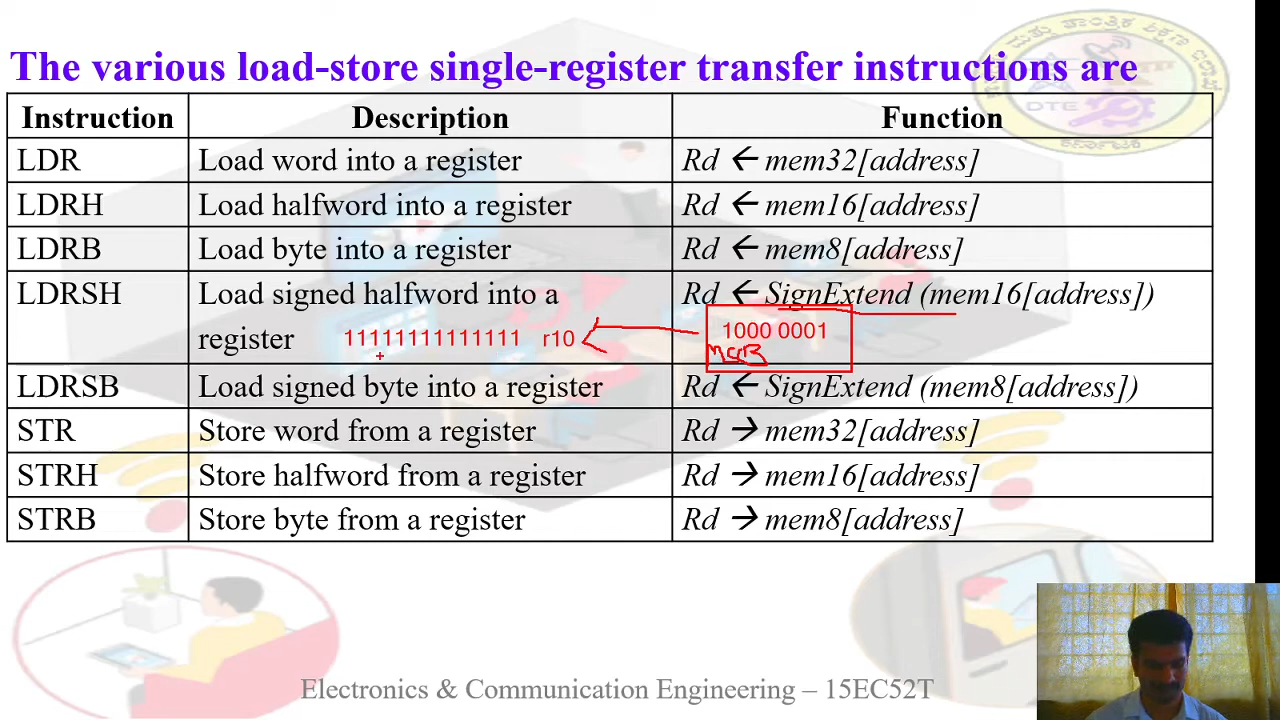 The various load-store single-register transfer instructions are
Instruction Description Function
LDR Load word into a register Rd ← mem32[address]
LDRH Load halfword into a register Rd ← mem16[address]
LDRB Load byte into a register Rd ← mem8[address]
LDRSH Load signed halfword into a Rd ← SignExtend (mem16[address])
register 111111111111111 r10 1000 0001
LDRSB Load signed byte into a register Rd ← SignExtend (mem8[address])
STR Store word from a register Rd → mem32[address]
STRH Store halfword from a register Rd → mem16[address]
STRB Store byte from a register Rd → mem8[address]
DTE
Electronics & Communication Engineering – 15EC52T